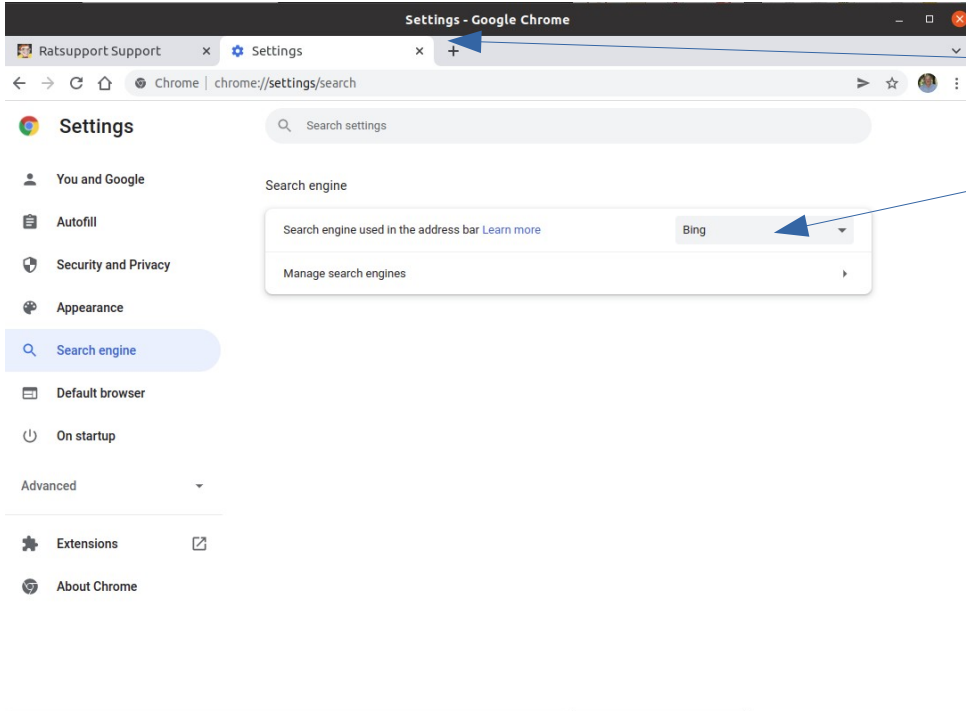 Settings - Google Chrome
Ratsupport Support
Settings
Chrome | chrome://settings/search
Settings
Search settings
You and Google
Autofill
Security and Privacy
Appearance
Search engine
Default browser
On startup
Advanced
Extensions
About Chrome
Search engine
Search engine used in the address bar Learn more
Bing
Manage search engines